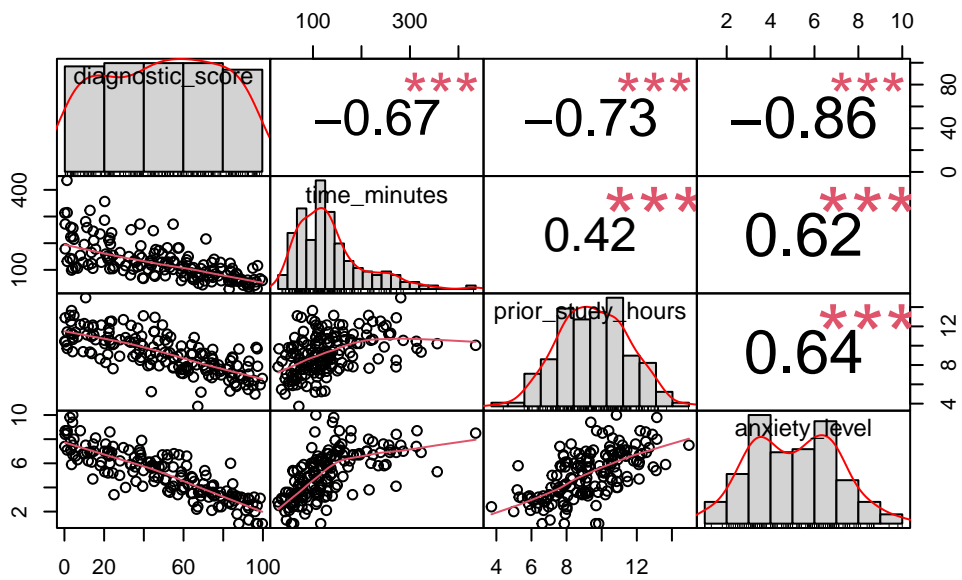 100 300 2 4 6 8 10
diagnostic_score *** −0.67 *** −0.73 *** −0.86 0 40 80
100 400 time_minutes *** 0.42 *** 0.62
prior_study_hours *** 0.64 4 8 12
2 6 10 anxiety_level
0 20 60 100 4 6 8 12